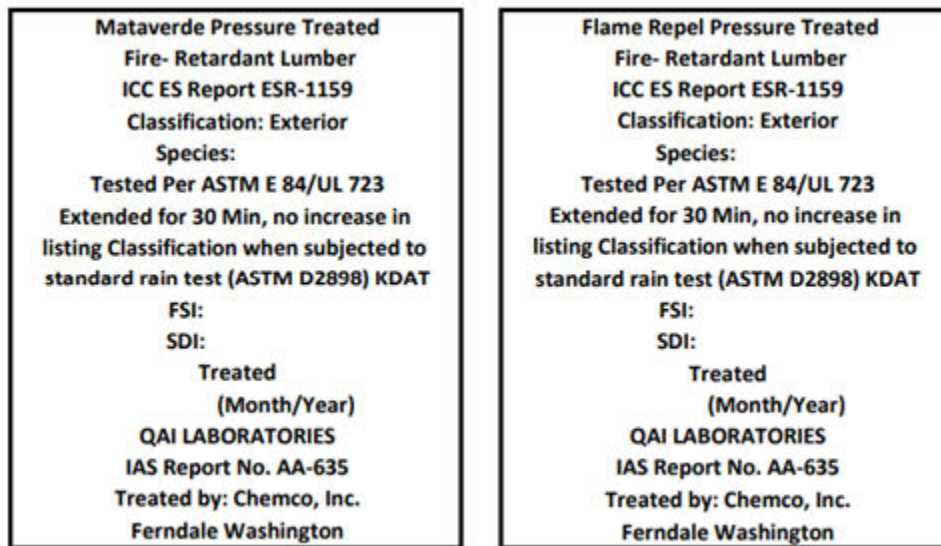 Mataverde Pressure Treated
Fire- Retardant Lumber
ICC ES Report ESR-1159
Classification: Exterior
Species:
Tested Per ASTM E 84/UL 723
Extended for 30 Min, no increase in
listing Classification when subjected to
standard rain test (ASTM D2898) KDAT
FSI:
SDI:
Treated
(Month/Year)
QAI LABORATORIES
IAS Report No. AA-635
Treated by: Chemco, Inc.
Ferndale Washington
Flame Repel Pressure Treated
Fire- Retardant Lumber
ICC ES Report ESR-1159
Classification: Exterior
Species:
Tested Per ASTM E 84/UL 723
Extended for 30 Min, no increase in
listing Classification when subjected to
standard rain test (ASTM D2898) KDAT
FSI:
SDI:
Treated
(Month/Year)
QAI LABORATORIES
IAS Report No. AA-635
Treated by: Chemco, Inc.
Ferndale Washington